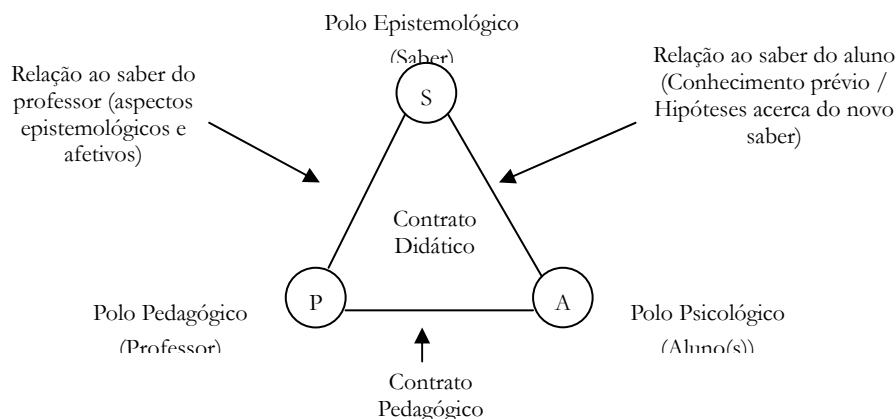 Polo Epistemológico
(Saber)
Relação ao saber do
professor (aspectos
epistemológicos e
afetivos)
Relação ao saber do aluno
(Conhecimento prévio /
Hipóteses acerca do novo
saber)
S
Contrato
Didático
P
A
Polo Pedagógico
(Professor)
Polo Psicológico
(Aluno(s))
Contrato
Pedagógico